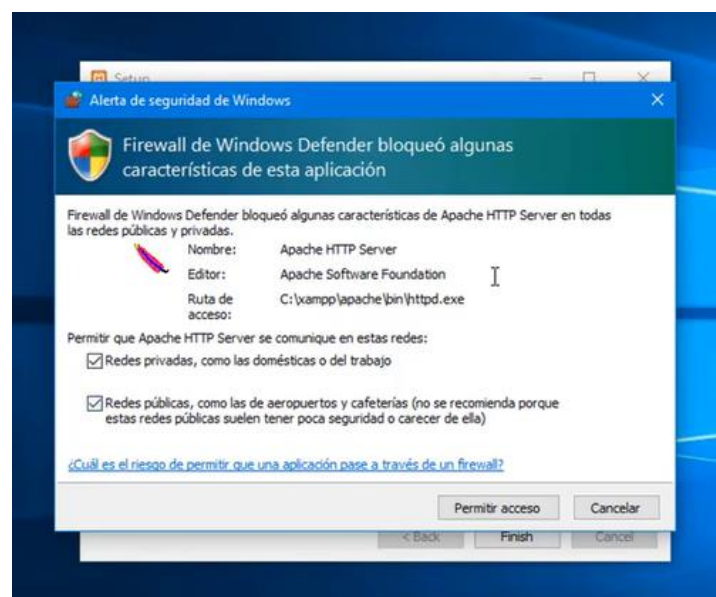 Setup
Alerta de seguridad de Windows
Firewall de Windows Defender bloqueó algunas
características de esta aplicación
Firewall de Windows Defender bloqueó algunas características de Apache HTTP Server en todas
las redes públicas y privadas.
Nombre: Apache HTTP Server
Editor: Apache Software Foundation
Ruta de C:\xampp\apache\bin\httpd.exe
acceso:
Permitir que Apache HTTP Server se comunique en estas redes:
Redes privadas, como las domésticas o del trabajo
Redes públicas, como las de aeropuertos y cafeterías (no se recomienda porque
estas redes públicas suelen tener poca seguridad o carecer de ella)
¿Cuál es el riesgo de permitir que una aplicación pase a través de un firewall?
Permitir acceso Cancelar
< Back Finish Cancel